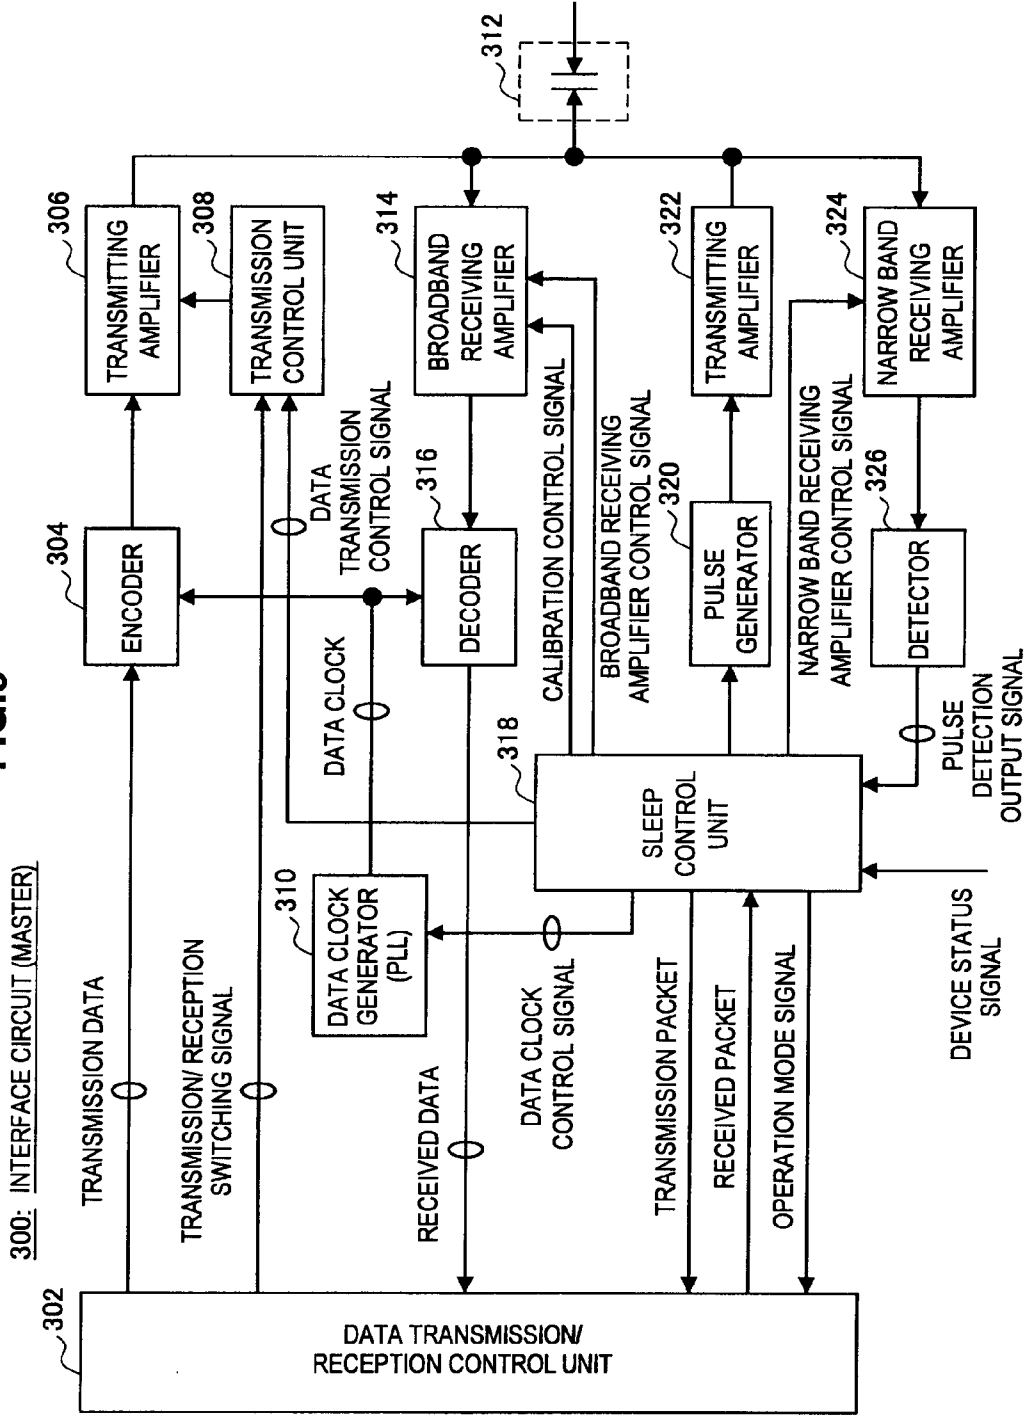 300: INTERFACE CIRCUIT (MASTER)
302
DATA TRANSMISSION/
RECEPTION CONTROL UNIT
TRANSMISSION DATA
304
ENCODER
306
TRANSMITTING
AMPLIFIER
TRANSMISSION/ RECEPTION
SWITCHING SIGNAL
308
TRANSMISSION
CONTROL UNIT
DATA
TRANSMISSION
CONTROL SIGNAL
310
DATA CLOCK
GENERATOR
(PLL)
DATA CLOCK
312
314
BROADBAND
RECEIVING
AMPLIFIER
316
DECODER
RECEIVED DATA
DATA CLOCK
CONTROL SIGNAL
318
SLEEP
CONTROL
UNIT
CALIBRATION CONTROL SIGNAL
BROADBAND RECEIVING
AMPLIFIER CONTROL SIGNAL
TRANSMISSION PACKET
RECEIVED PACKET
OPERATION MODE SIGNAL
320
PULSE
GENERATOR
322
TRANSMITTING
AMPLIFIER
NARROW BAND RECEIVING
AMPLIFIER CONTROL SIGNAL
324
NARROW BAND
RECEIVING
AMPLIFIER
326
DETECTOR
PULSE
DETECTION
OUTPUT SIGNAL
DEVICE STATUS
SIGNAL